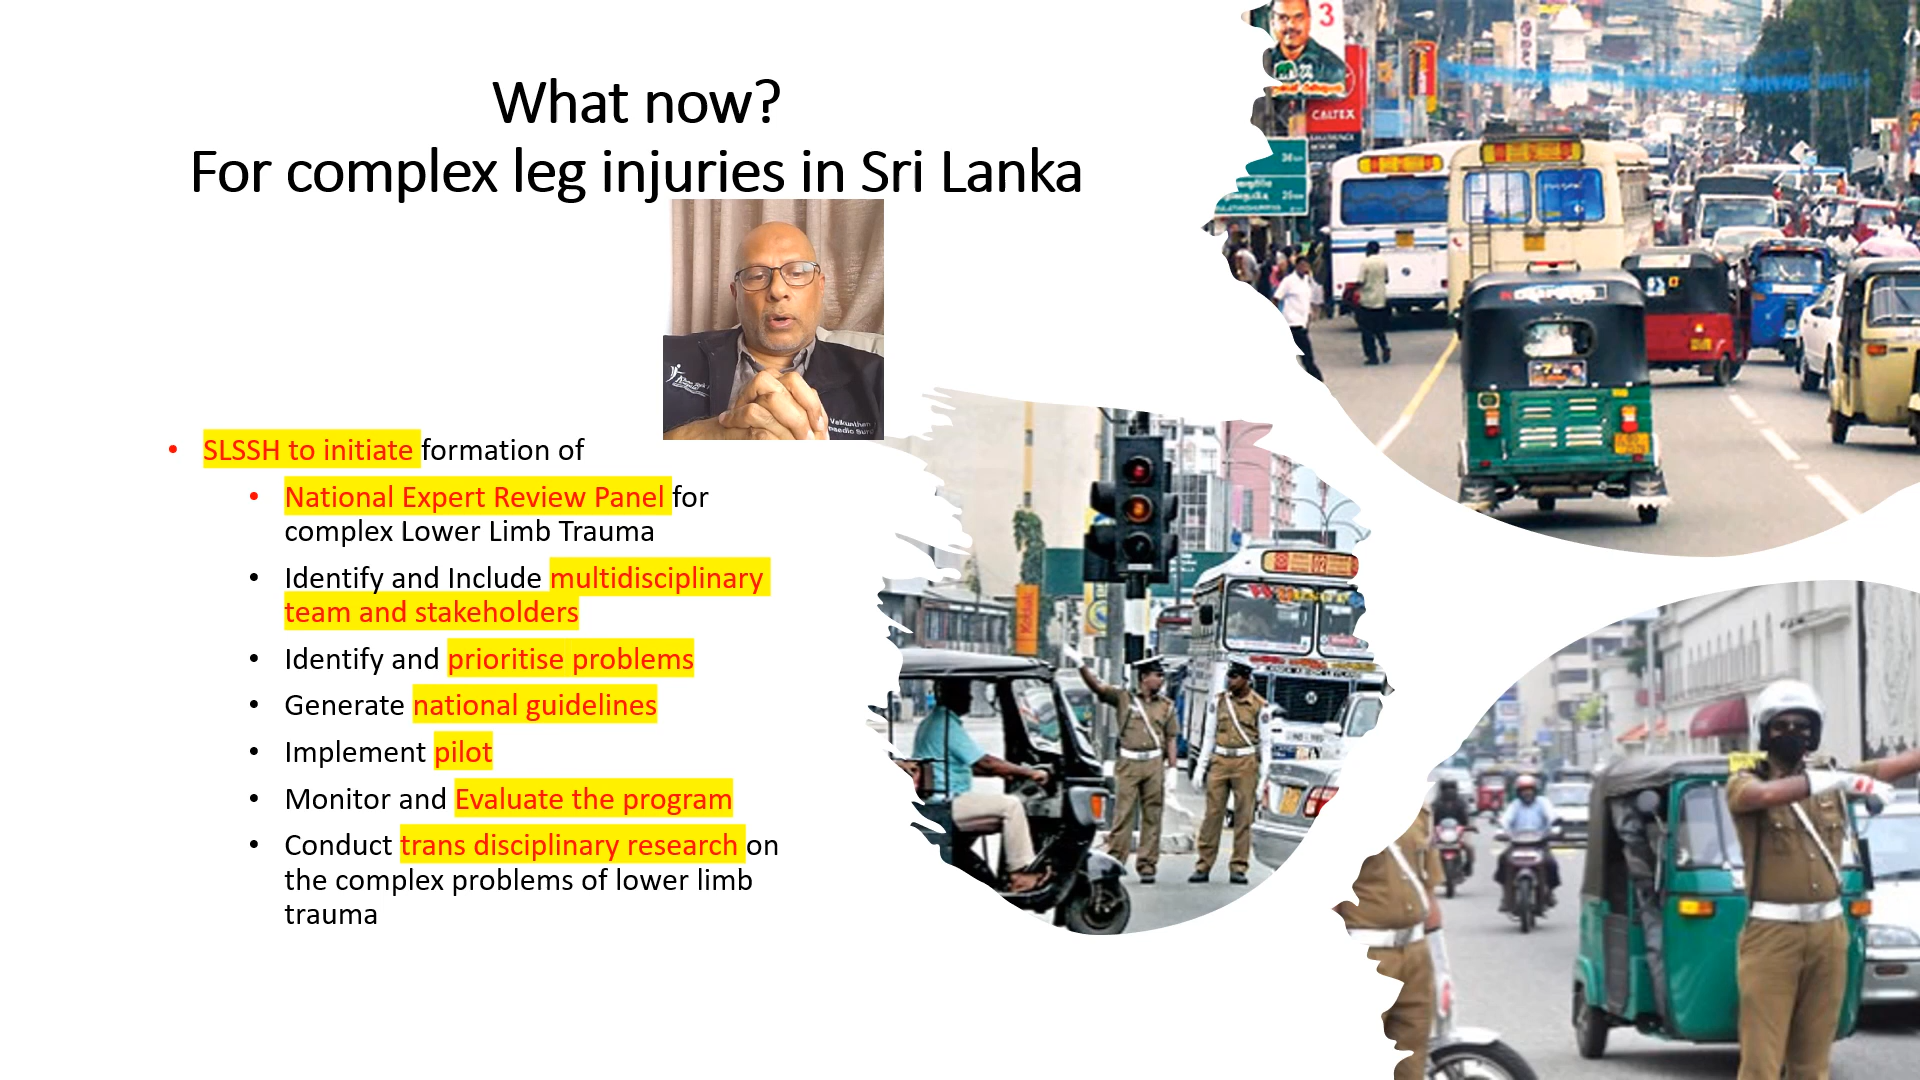 What now?
For complex leg injuries in Sri Lanka
SLSSH to initiate formation of
National Expert Review Panel for
complex Lower Limb Trauma
Identify and Include multidisciplinary
team and stakeholders
Identify and prioritise problems
Generate national guidelines
Implement pilot
Monitor and Evaluate the program
Conduct trans disciplinary research on
the complex problems of lower limb
trauma
3
CALTEX
Kodak
02